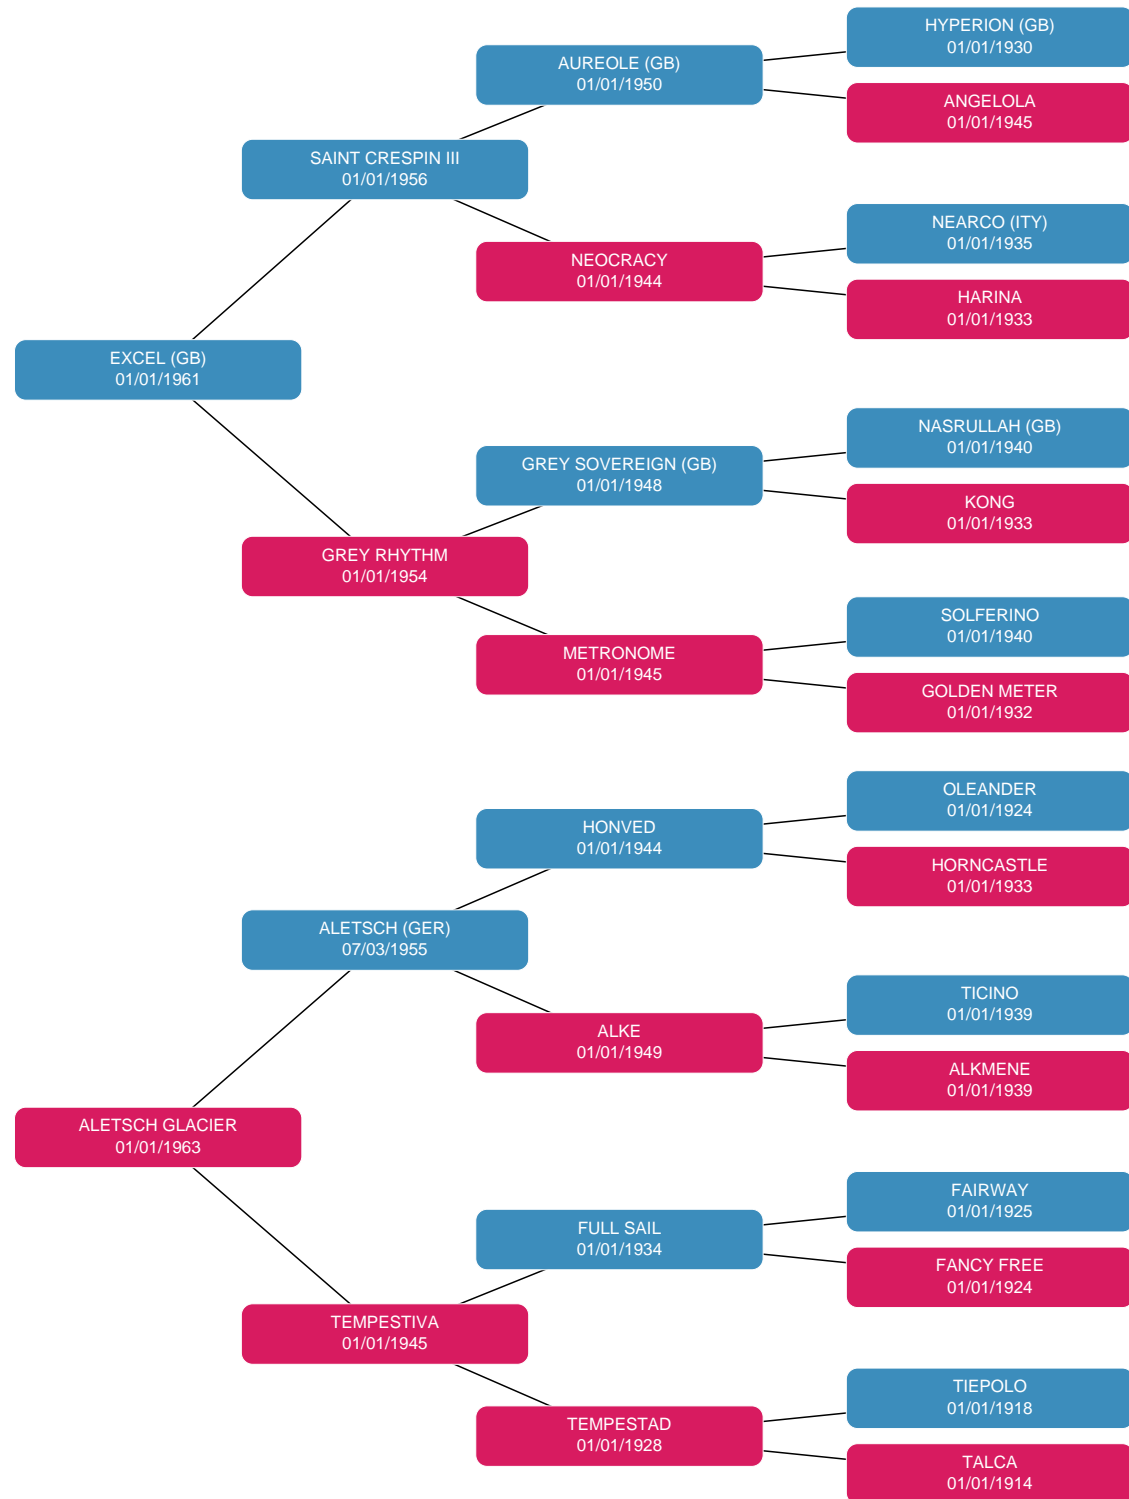 HYPERION (GB)
01/01/1930
AUREOLE (GB)
01/01/1950
ANGELOLA
01/01/1945
SAINT CRESPIN III
01/01/1956
NEARCO (ITY)
01/01/1935
NEOCRACY
01/01/1944
HARINA
01/01/1933
EXCEL (GB)
01/01/1961
NASRULLAH (GB)
01/01/1940
GREY SOVEREIGN (GB)
01/01/1948
KONG
01/01/1933
GREY RHYTHM
01/01/1954
SOLFERINO
01/01/1940
METRONOME
01/01/1945
GOLDEN METER
01/01/1932
OLEANDER
01/01/1924
HONVED
01/01/1944
HORNCASTLE
01/01/1933
ALETSCH (GER)
07/03/1955
TICINO
01/01/1939
ALKE
01/01/1949
ALKMENE
01/01/1939
ALETSCH GLACIER
01/01/1963
FAIRWAY
01/01/1925
FULL SAIL
01/01/1934
FANCY FREE
01/01/1924
TEMPESTIVA
01/01/1945
TIEPOLO
01/01/1918
TEMPESTAD
01/01/1928
TALCA
01/01/1914